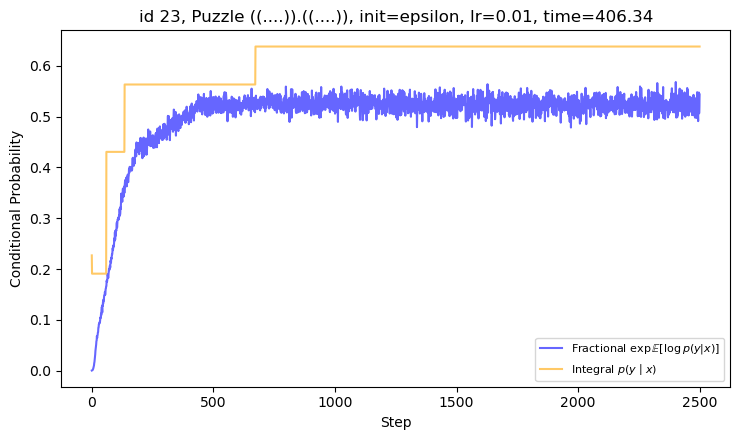 id 23, Puzzle ((....)).((....)), init=epsilon, lr=0.01, time=406.34
Conditional Probability
0.6
0.5
0.4
0.3
0.2
0.1
0.0
0
500
1000
1500
2000
2500
Step
Fractional exp𝔼[log p(y|x)]
Integral p(y | x)